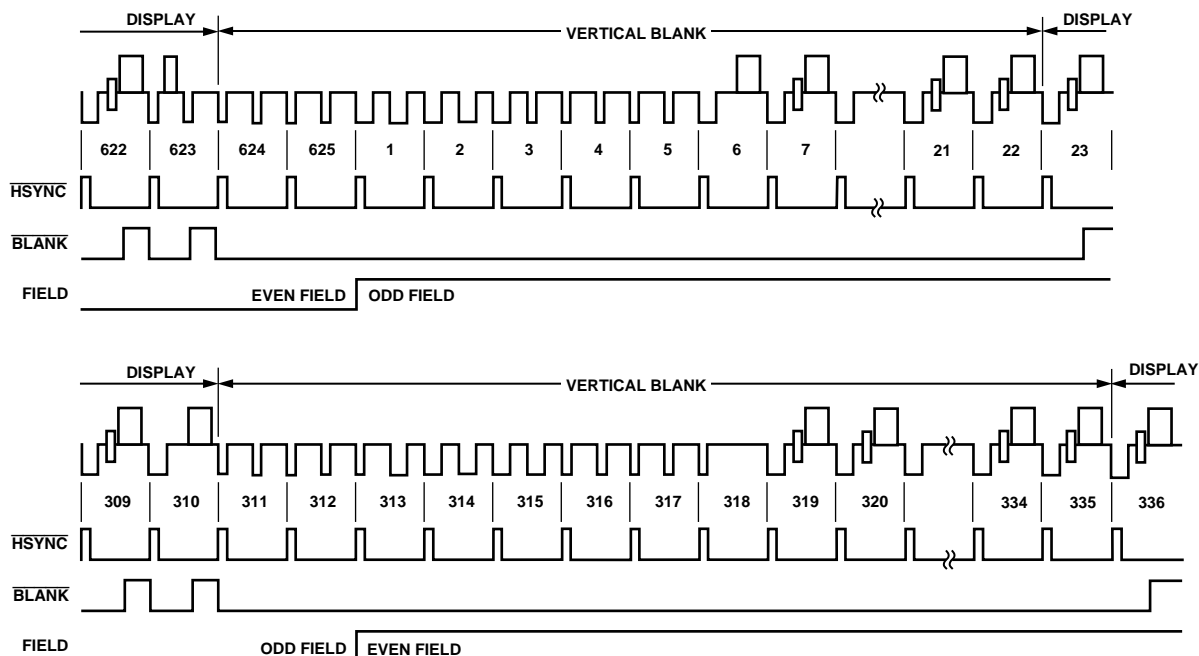 DISPLAY VERTICAL BLANK DISPLAY
622 623 624 625 1 2 3 4 5 6 7 21 22 23
HSYNC
BLANK
FIELD EVEN FIELD ODD FIELD
DISPLAY VERTICAL BLANK DISPLAY
309 310 311 312 313 314 315 316 317 318 319 320 334 335 336
HSYNC
BLANK
FIELD ODD FIELD EVEN FIELD